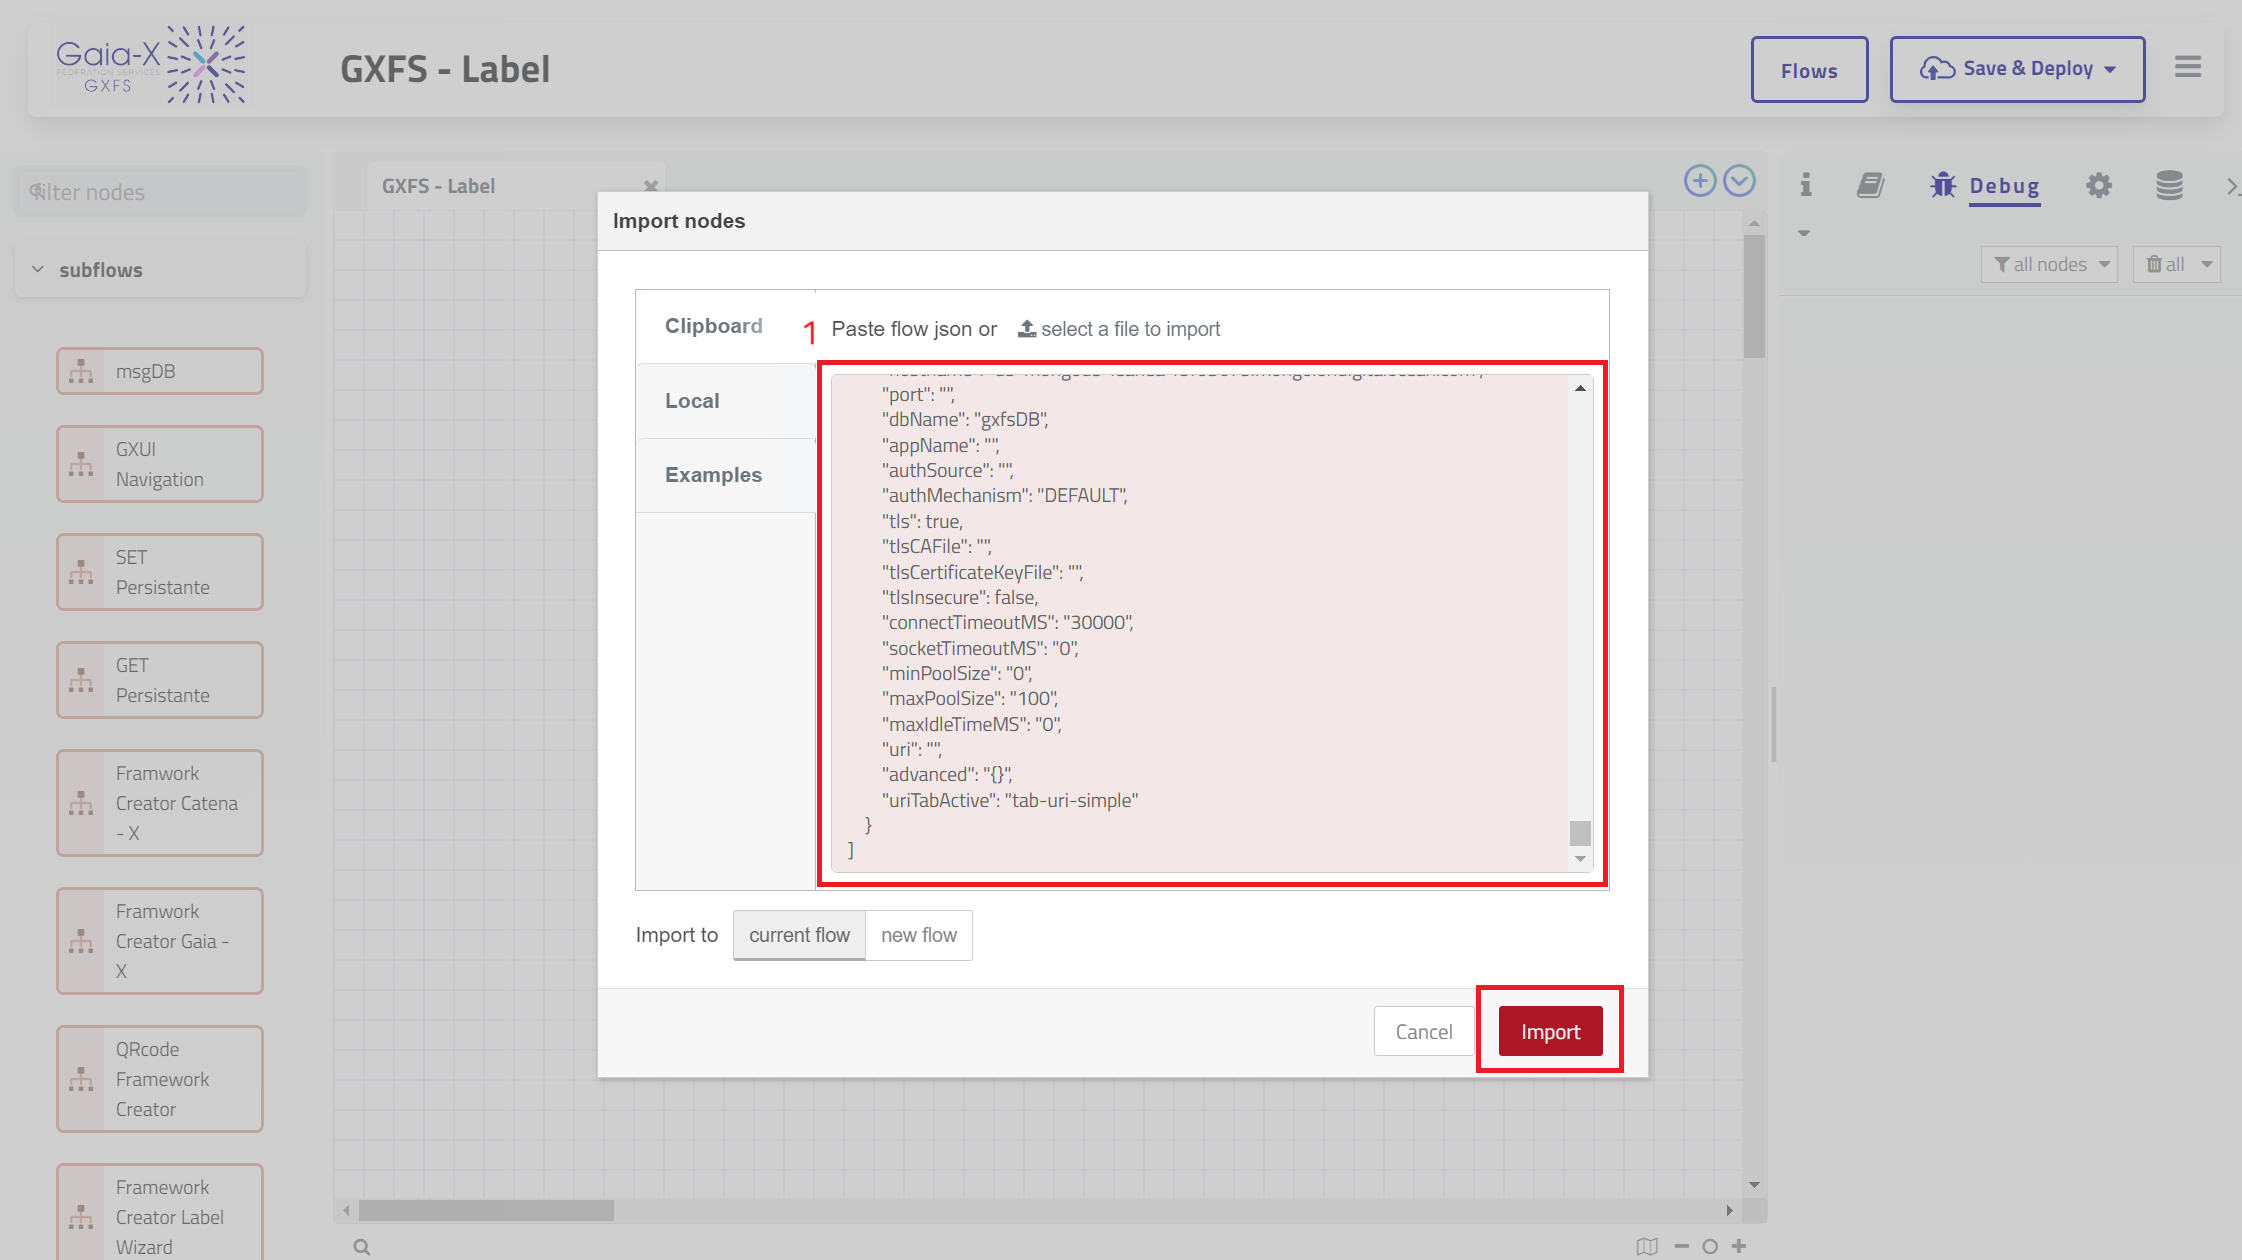 Gaia-X
FEDERATION SERVICES
GXFS
GXFS - Label
Flows
Save & Deploy
ilter nodes
subflows
msgDB
GXUI
Navigation
SET
Persistante
GET
Persistante
Framwork
Creator Catena
- X
Framwork
Creator Gaia -
X
QRcode
Framework
Creator
Framework
Creator Label
Wizard
GXFS - Label
Import nodes
Clipboard
Local
Examples
1 Paste flow json or select a file to import
"port": "",
"dbName": "gxfsDB",
"appName": "",
"authSource": "",
"authMechanism": "DEFAULT",
"tls": true,
"tlsCAFile": "",
"tlsCertificateKeyFile": "",
"tlsInsecure": false,
"connectTimeoutMS": "30000",
"socketTimeoutMS": "0",
"minPoolSize": "0",
"maxPoolSize": "100",
"maxIdleTimeMS": "0",
"uri": "",
"advanced": "{}",
"uriTabActive": "tab-uri-simple"
}
]
Import to current flow new flow
Cancel Import
Debug
all nodes all